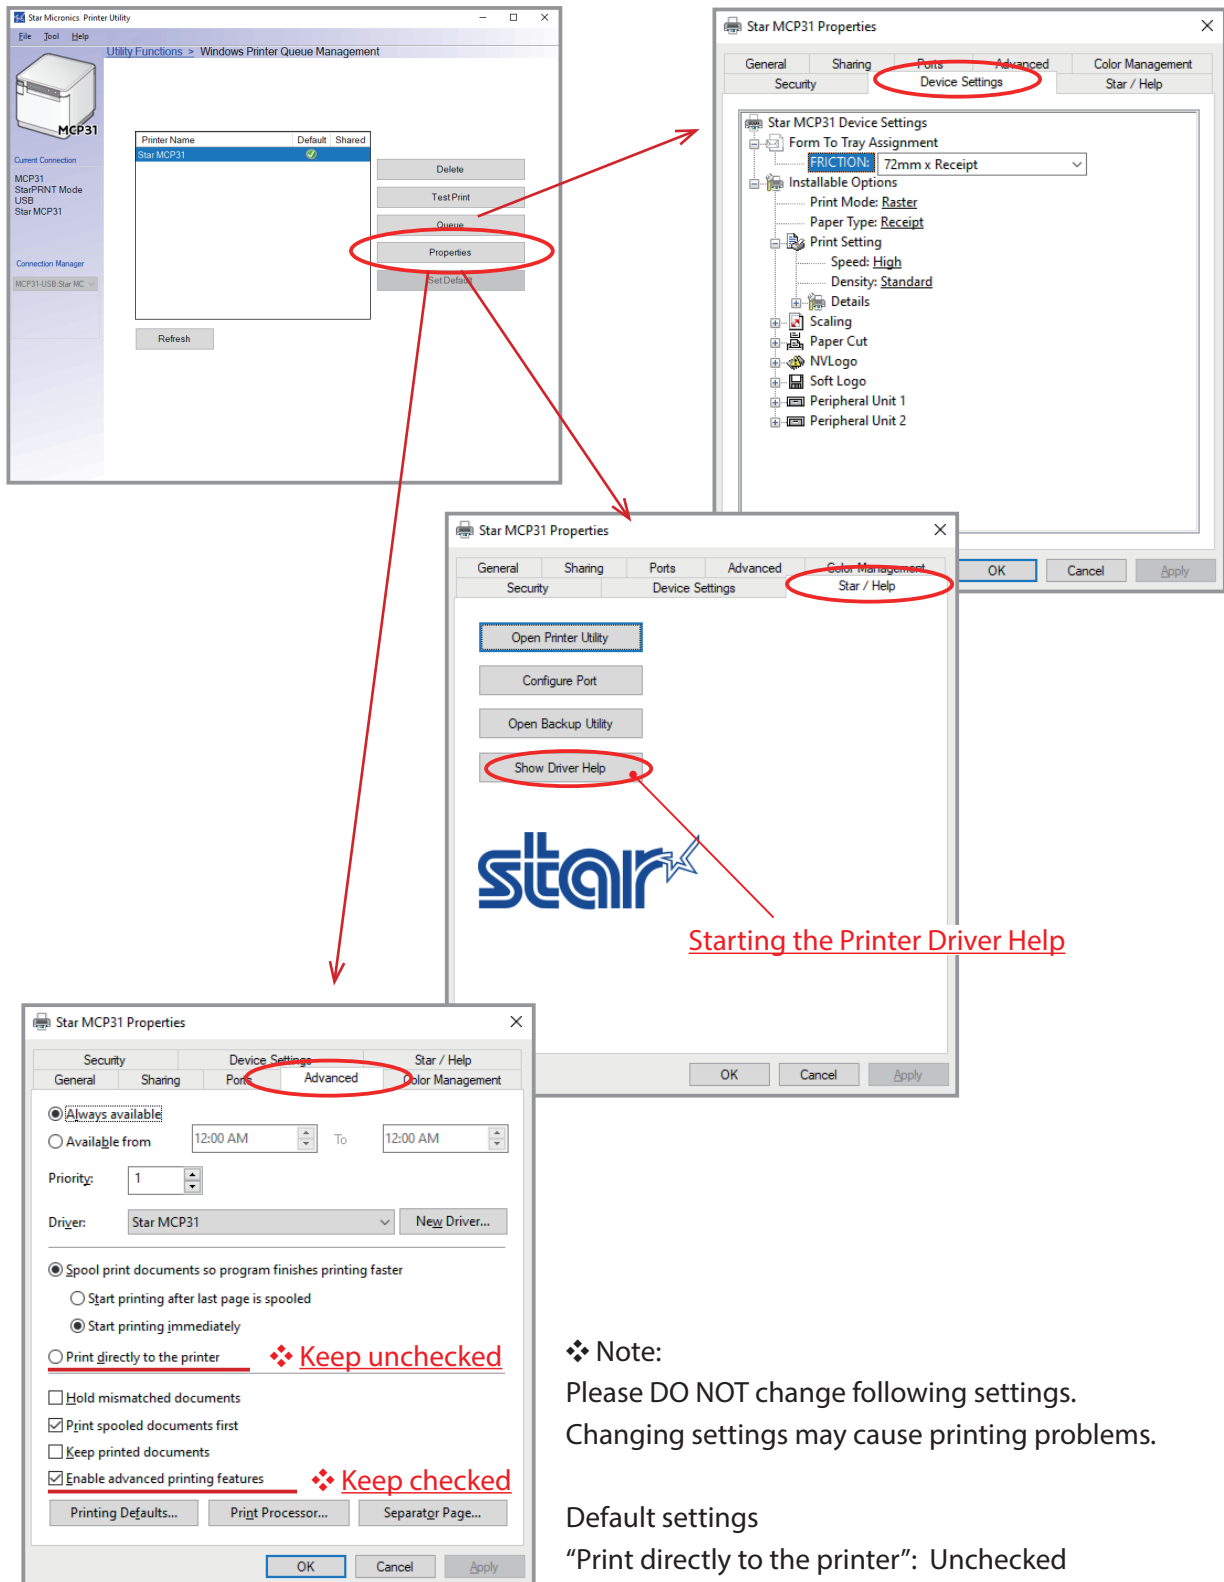 Star Micronics Printer Utility
File Tool Help
Utility Functions > Windows Printer Queue Management
MCP31
Current Connection
MCP31
StarPRNT Mode
USB
Star MCP31
Connection Manager
MCP31-USB:Star MC
Printer Name Default Shared
Star MCP31
Delete
Test Print
Queue
Properties
Set Default
Refresh
Star MCP31 Properties
General Sharing Ports Advanced Color Management
Security Device Settings Star / Help
Star MCP31 Device Settings
Form To Tray Assignment
FRICTION: 72mm x Receipt
Installable Options
Print Mode: Raster
Paper Type: Receipt
Print Setting
Speed: High
Density: Standard
Details
Scaling
Paper Cut
NVLogo
Soft Logo
Peripheral Unit 1
Peripheral Unit 2
OK Cancel Apply
Star MCP31 Properties
General Sharing Ports Advanced Color Management
Security Device Settings Star / Help
Open Printer Utility
Configure Port
Open Backup Utility
Show Driver Help
star
Starting the Printer Driver Help
OK Cancel Apply
Star MCP31 Properties
Security Device Settings Star / Help
General Sharing Ports Advanced Color Management
Always available
Available from 12:00 AM To 12:00 AM
Priority: 1
Driver: Star MCP31 New Driver...
Spool print documents so program finishes printing faster
Start printing after last page is spooled
Start printing immediately
Print directly to the printer ❖ Keep unchecked
Hold mismatched documents
Print spooled documents first
Keep printed documents
Enable advanced printing features ❖ Keep checked
Printing Defaults... Print Processor... Separator Page...
OK Cancel Apply
❖ Note:
Please DO NOT change following settings.
Changing settings may cause printing problems.
Default settings
“Print directly to the printer”: Unchecked